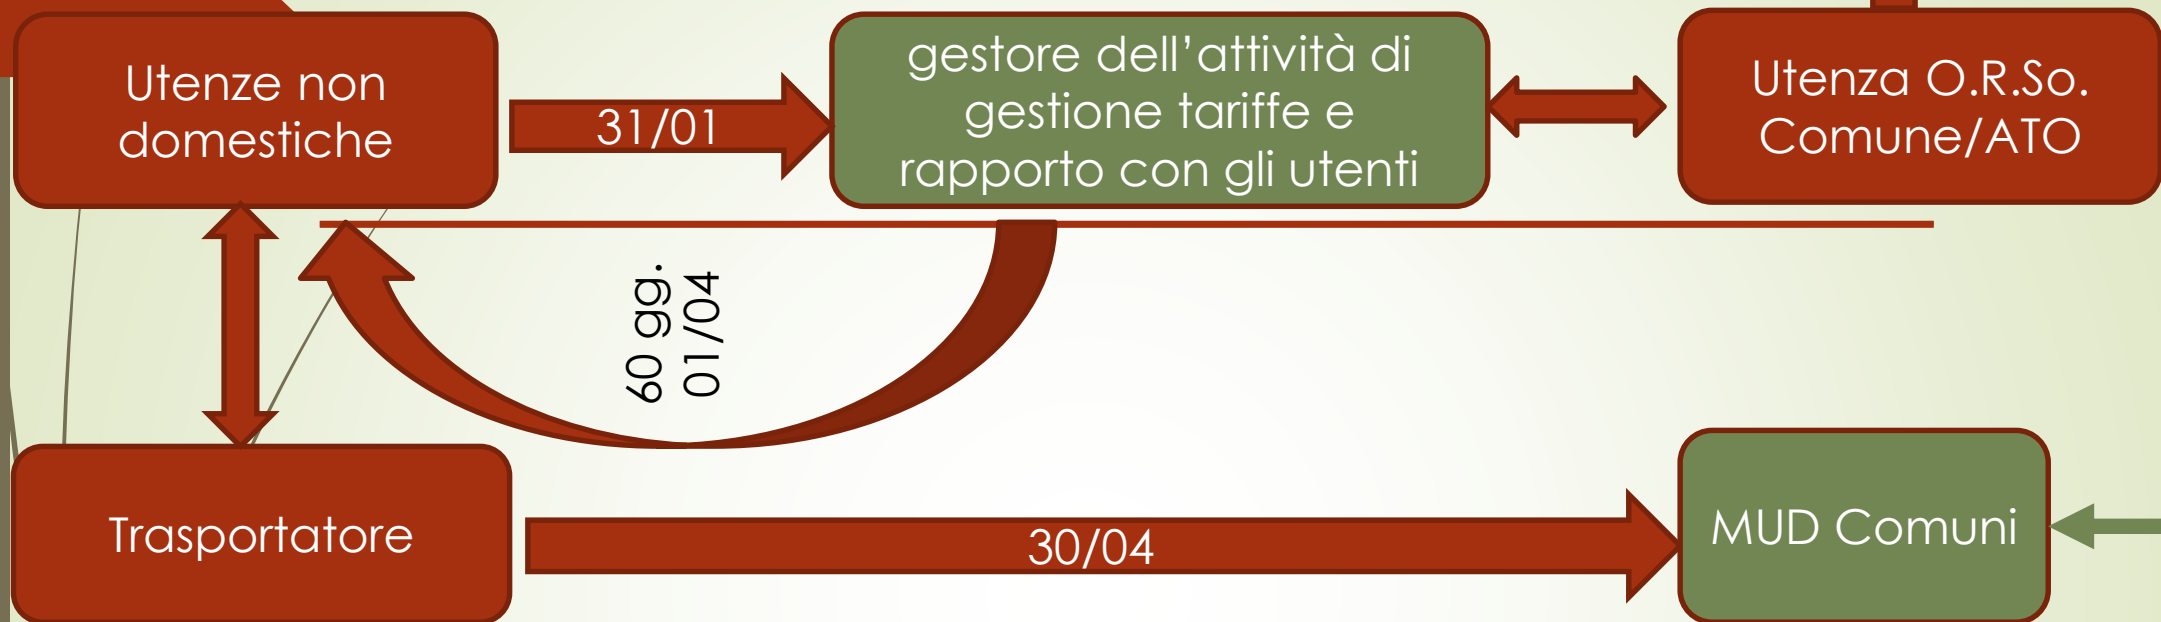 Utenze non
domestiche
31/01
gestore dell’attività di
gestione tariffe e
rapporto con gli utenti
Utenza O.R.So.
Comune/ATO
60 gg.
01/04
Trasportatore
30/04
MUD Comuni